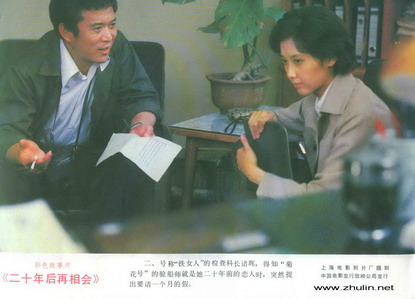 彩色故事片
《二十年后再相会》
二、号称“铁女人”的检查科长诸晖，得知“菊
花号”的验船师就是她二十年前的恋人时，突然提
出要请一个月的假。
上海电影制片厂摄制
中国电影发行放映公司发行
www.zhulin.net